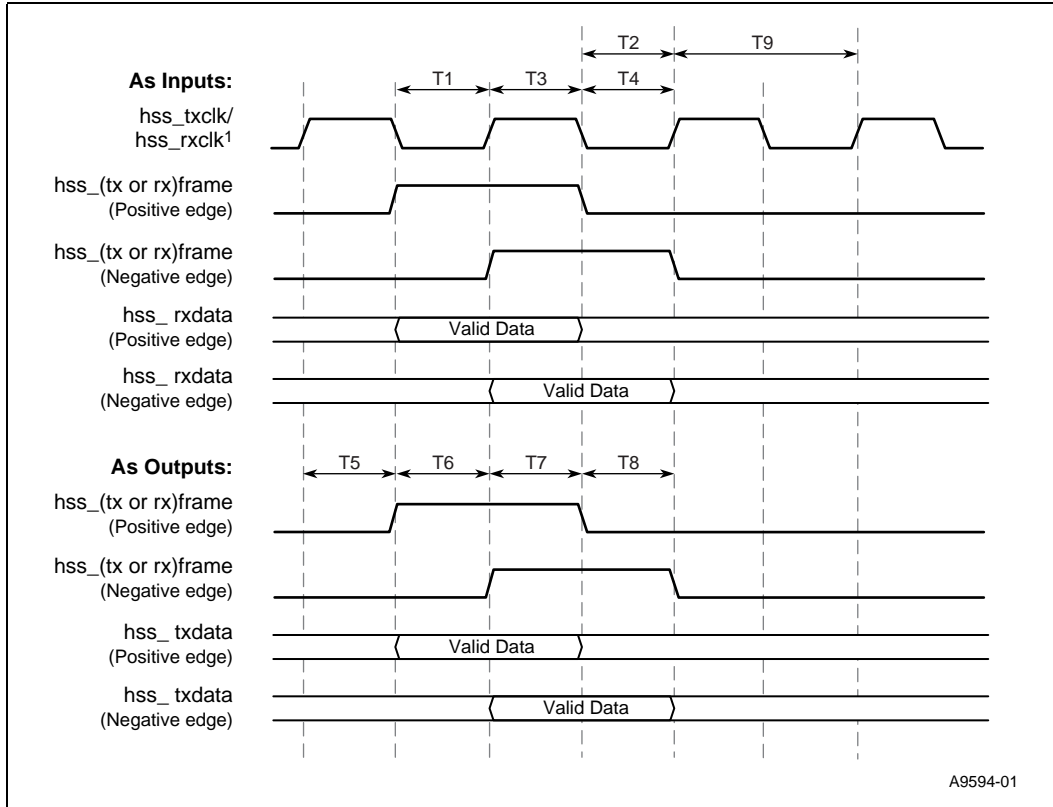 T2 T9
As Inputs: T1 T3 T4
hss_txclk/
hss_rxclk1
hss_(tx or rx)frame
(Positive edge)
hss_(tx or rx)frame
(Negative edge)
hss_ rxdata
(Positive edge)
Valid Data
hss_ rxdata
(Negative edge)
Valid Data
As Outputs: T5 T6 T7 T8
hss_(tx or rx)frame
(Positive edge)
hss_(tx or rx)frame
(Negative edge)
hss_ txdata
(Positive edge)
Valid Data
hss_ txdata
(Negative edge)
Valid Data
A9594-01